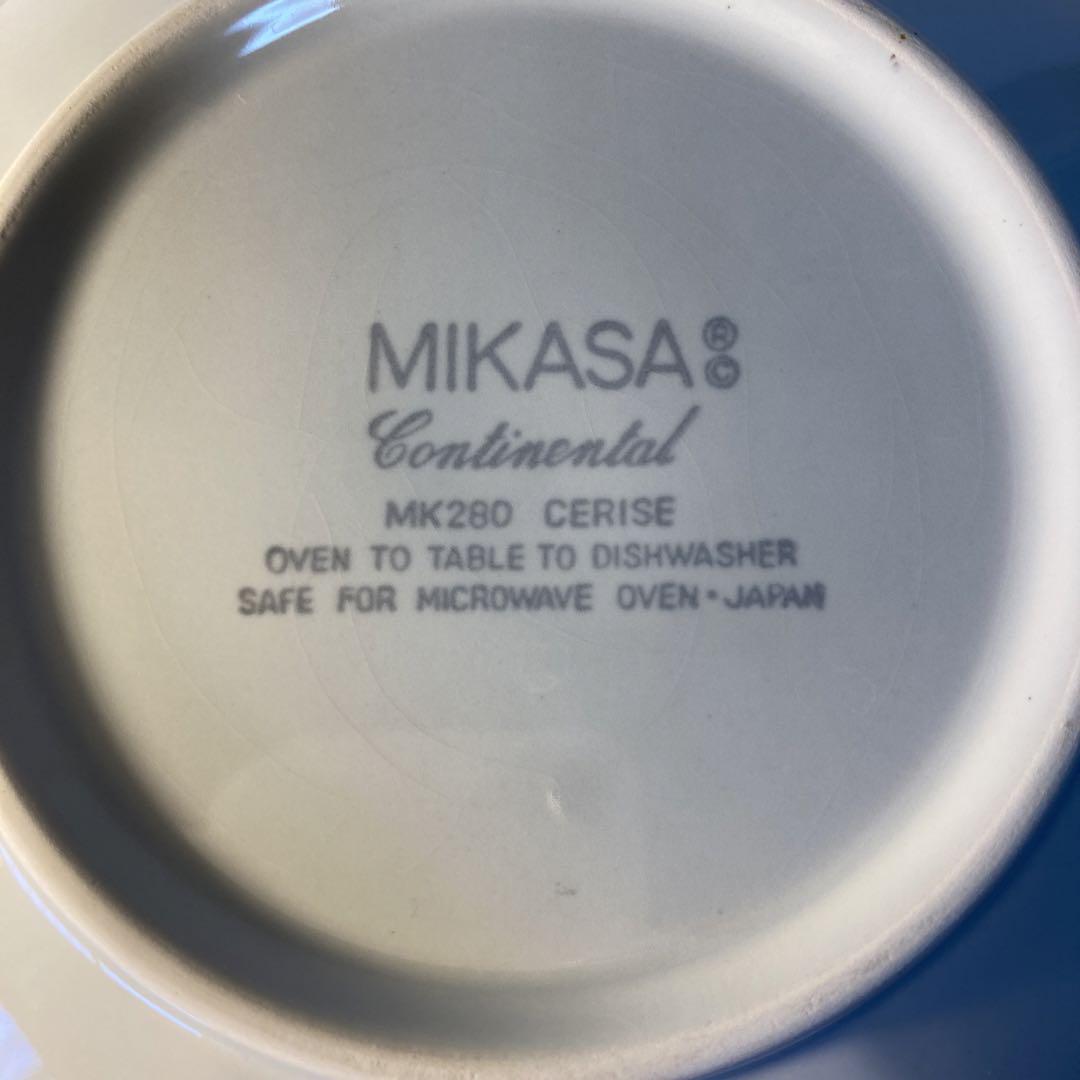 MIKASA ® ©
Continental
MK280 CERISE
OVEN TO TABLE TO DISHWASHER
SAFE FOR MICROWAVE OVEN • JAPAN